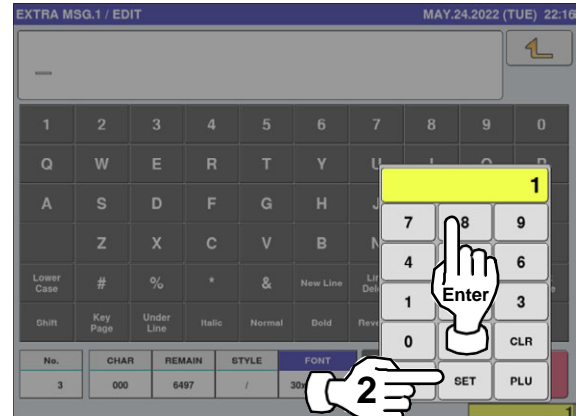 EXTRA MSG.1 / EDIT MAY.24.2022 (TUE) 22:16
1 2 3 4 5 6 7 8 9 0
Q W E R T Y U
A S D F G H J
Z X C V B N
Lower Case # % * & New Line
Shift Key Page Under Line Italic Normal Bold
No. CHAR REMAIN STYLE FONT
3 000 6497 /
1
7 8 9
4 6
1 3
0 CLR
SET PLU
Enter
2
1